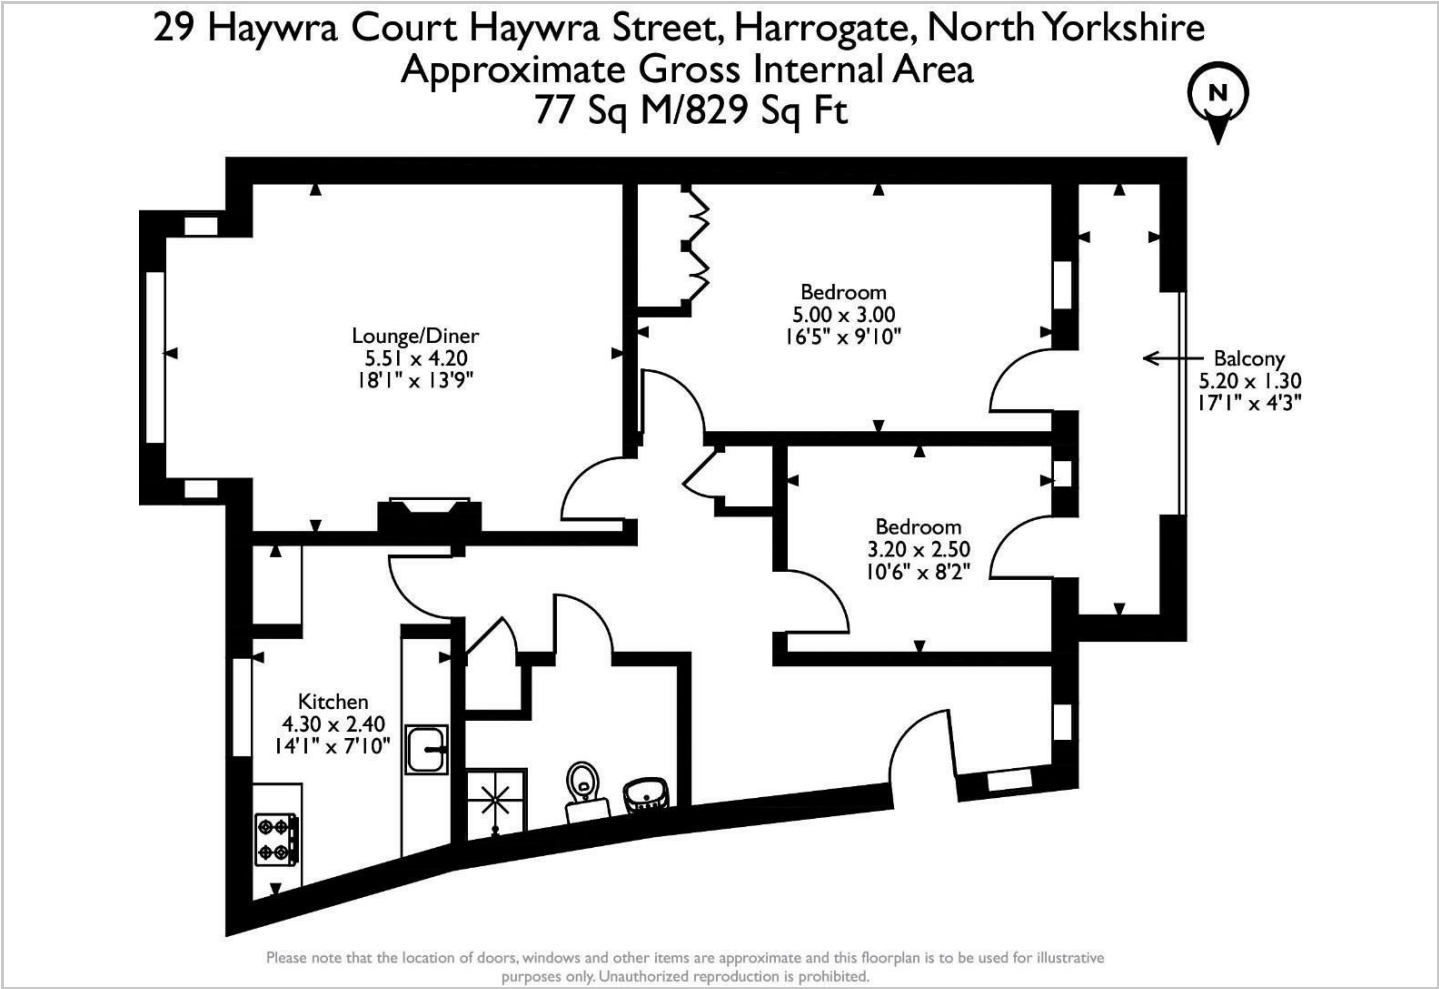 29 Haywra Court Haywra Street, Harrogate, North Yorkshire
Approximate Gross Internal Area
77 Sq M/829 Sq Ft
N
Bedroom
5.00 x 3.00
16'5" x 9'10"
Lounge/Diner
5.51 x 4.20
18'1" x 13'9"
Balcony
5.20 x 1.30
17'1" x 4'3"
Bedroom
3.20 x 2.50
10'6" x 8'2"
Kitchen
4.30 x 2.40
14'1" x 7'10"
Please note that the location of doors, windows and other items are approximate and this floorplan is to be used for illustrative
purposes only. Unauthorized reproduction is prohibited.